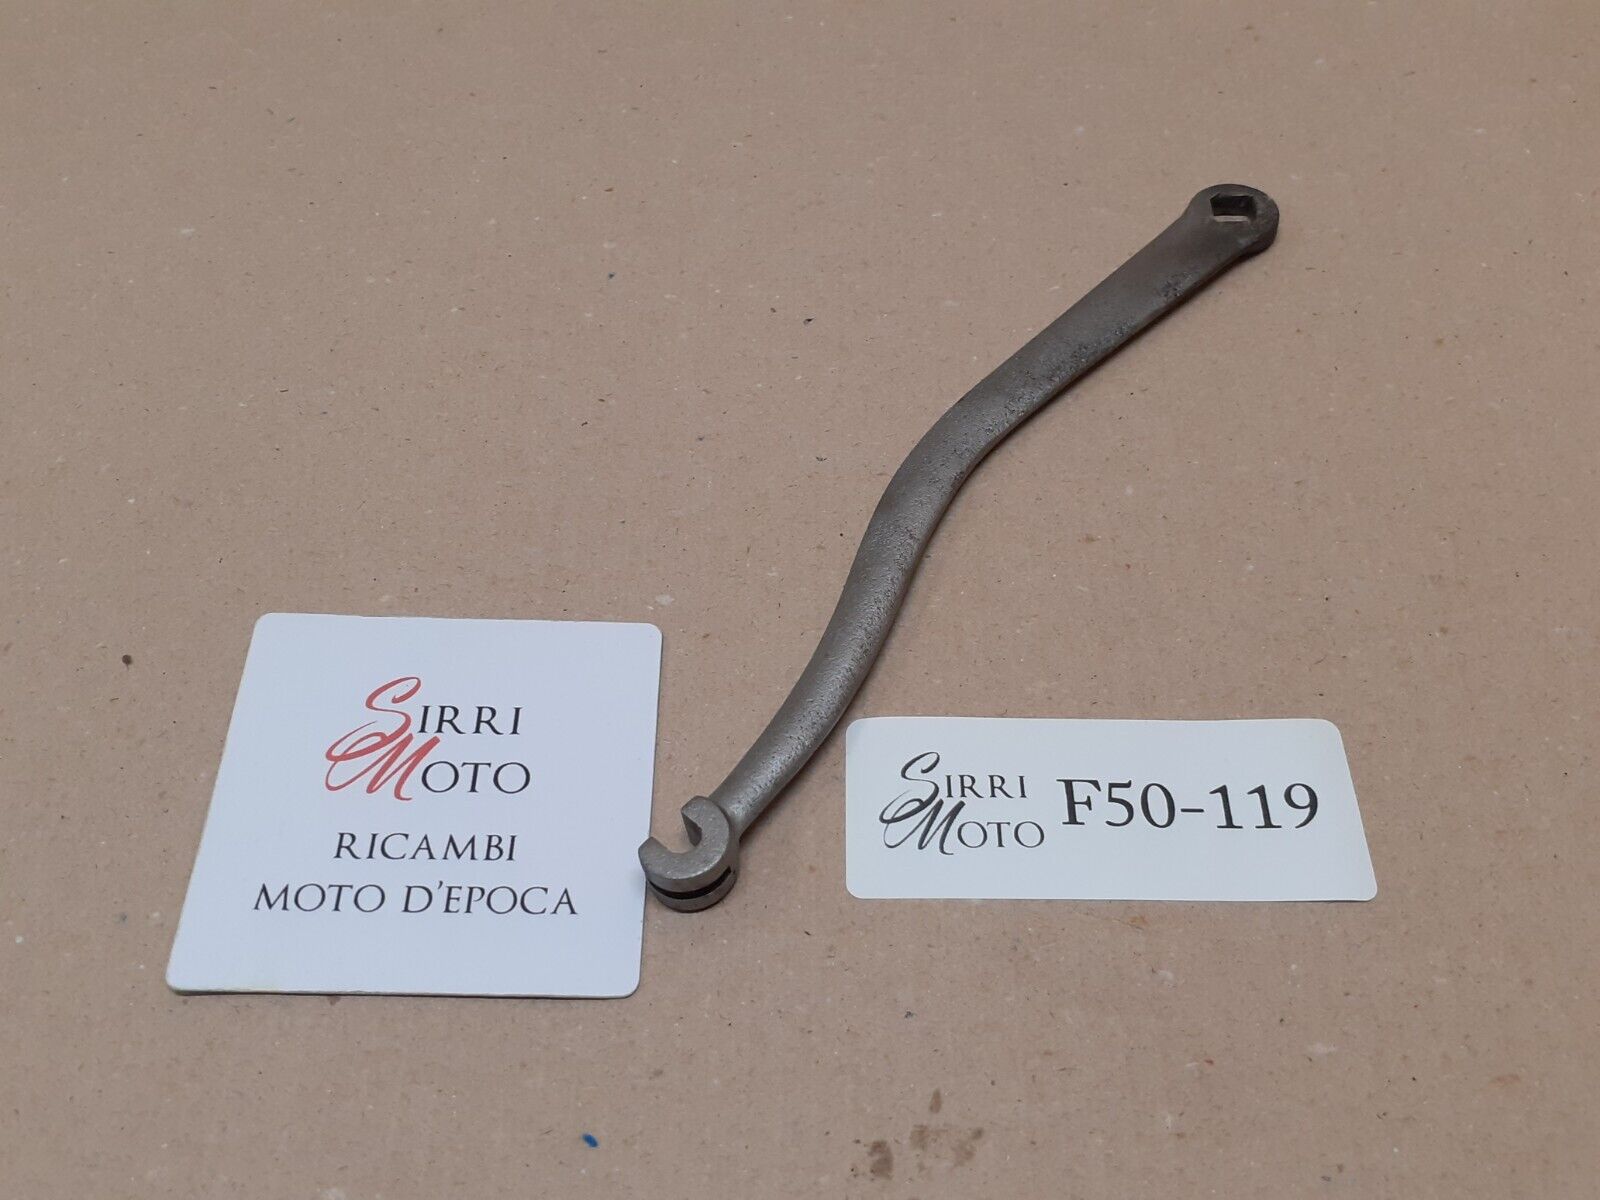 SIRRI
MOTO
RICAMBI
MOTO D'EPOCA
SIRRI
MOTO
F50-119